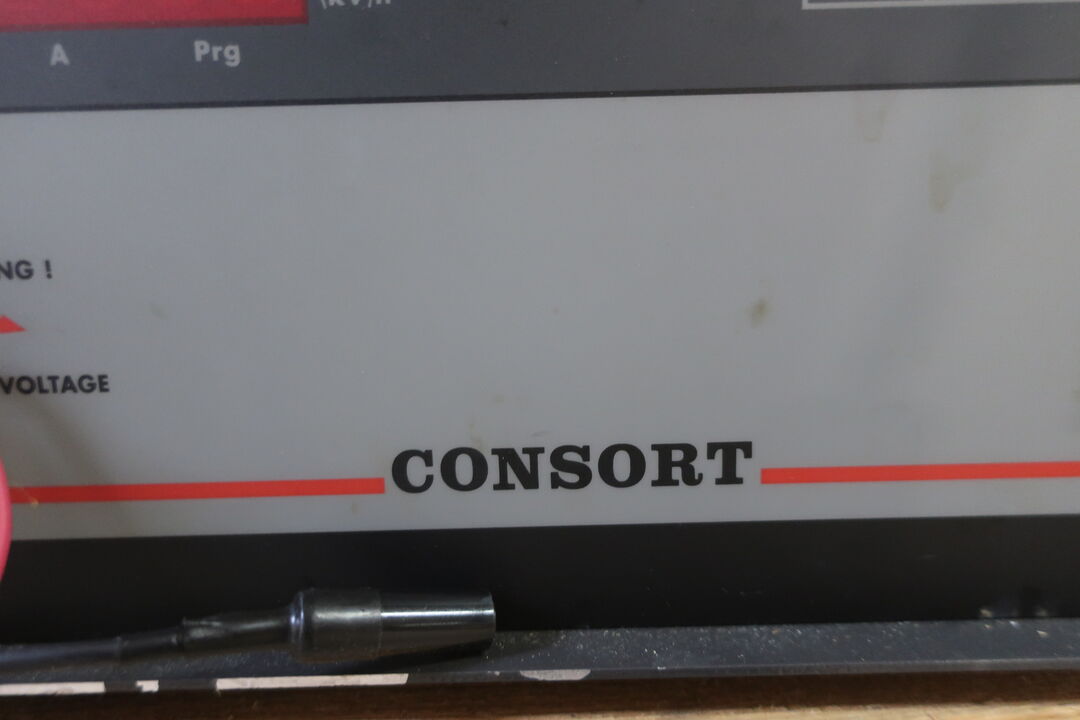 A Prg
NG !
VOLTAGE
CONSORT